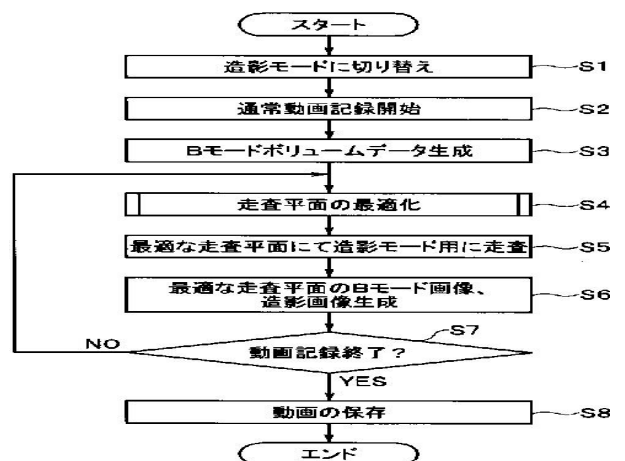 スタート
造影モードに切り替え
S1
通常動画記録開始
S2
Bモードボリュームデータ生成
S3
走査平面の最適化
S4
最適な走査平面にて造影モード用に走査
S5
最適な走査平面のBモード画像、
造影画像生成
S6
S7
動画記録終了？
NO
YES
動画の保存
S8
エンド